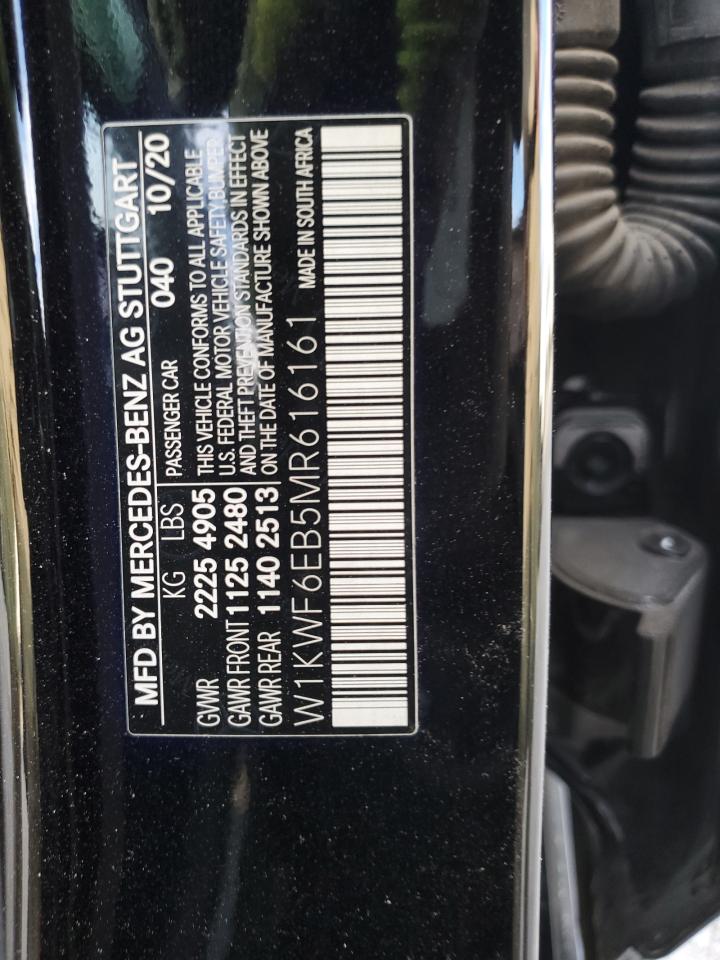 MFD BY MERCEDES-BENZ AG STUTTGART
KG LBS PASSENGER CAR 040 10/20
GVWR 2225 4905 THIS VEHICLE CONFORMS TO ALL APPLICABLE
GAWR FRONT 1125 2480 U.S. FEDERAL MOTOR VEHICLE SAFETY, BUMPER
GAWR REAR 1140 2513 AND THEFT PREVENTION STANDARDS IN EFFECT
ON THE DATE OF MANUFACTURE SHOWN ABOVE
W1KWF6EB5MR616161 MADE IN SOUTH AFRICA